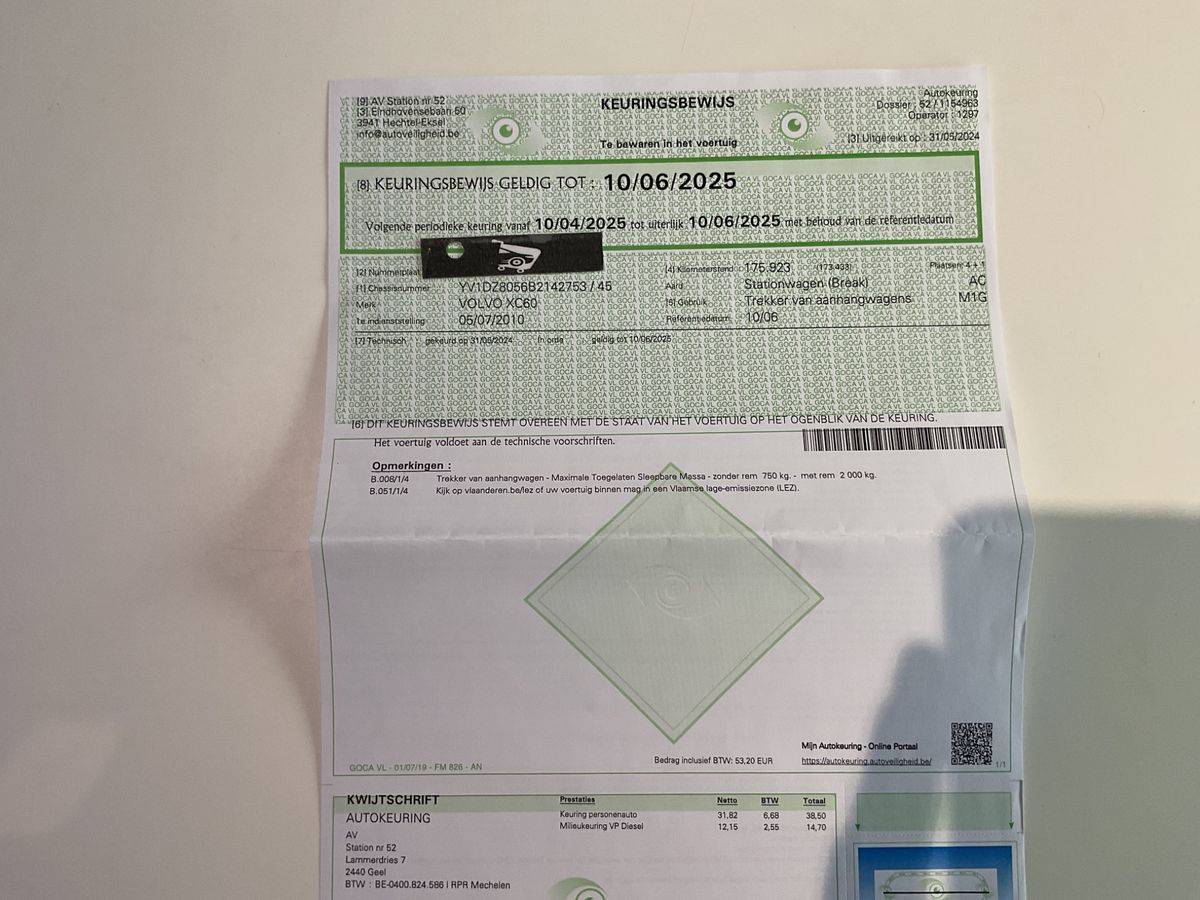 [9] AV Station nr 52
[3] Eindhovensebaan 50
3941 Hechtel-Eksel
info@autoveiligheid.be
KEURINGSBEWIJS
Te bewaren in het voertuig
Autokeuring
Dossier : 52 / 1154963
Operator : 1297
[3] Uitgereikt op : 31/05/2024
[8] KEURINGSBEWIJS GELDIG TOT : 10/06/2025
Volgende periodieke keuring vanaf 10/04/2025 tot uiterlijk 10/06/2025 met behoud van de referentiedatum
[2] Nummerplaat
[4] Kilometerstand 175.923 (173.433) Plaatsen 4 + 1
[1] Chassisnummer YV1DZ8056B2142753 / 45
Aard Stationwagen (Break) AC
Merk VOLVO XC60
[5] Gebruik Trekker van aanhangwagens M1G
1e indienststelling 05/07/2010
Referentiedatum 10/06
[7] Technisch gekeurd op 31/05/2024 In orde geldig tot 10/06/2025
[6] DIT KEURINGSBEWIJS STEMT OVEREEN MET DE STAAT VAN HET VOERTUIG OP HET OGENBLIK VAN DE KEURING.
Het voertuig voldoet aan de technische voorschriften.
Opmerkingen :
B.008/1/4 Trekker van aanhangwagen - Maximale Toegelaten Sleepbare Massa - zonder rem 750 kg. - met rem 2 000 kg.
B.051/1/4 Kijk op vlaanderen.be/lez of uw voertuig binnen mag in een Vlaamse lage-emissiezone (LEZ).
Bedrag inclusief BTW: 53,20 EUR
Mijn Autokeuring - Online Portaal
https://autokeuring.autoveiligheid.be/
1/1
GOCA VL - 01/07/19 - FM 826 - AN
KWIJTSCHRIFT
AUTOKEURING
AV
Station nr 52
Lammerdries 7
2440 Geel
BTW : BE-0400.824.586 | RPR Mechelen
Prestaties Netto BTW Totaal
Keuring personenauto 31,82 6,68 38,50
Milieukeuring VP Diesel 12,15 2,55 14,70